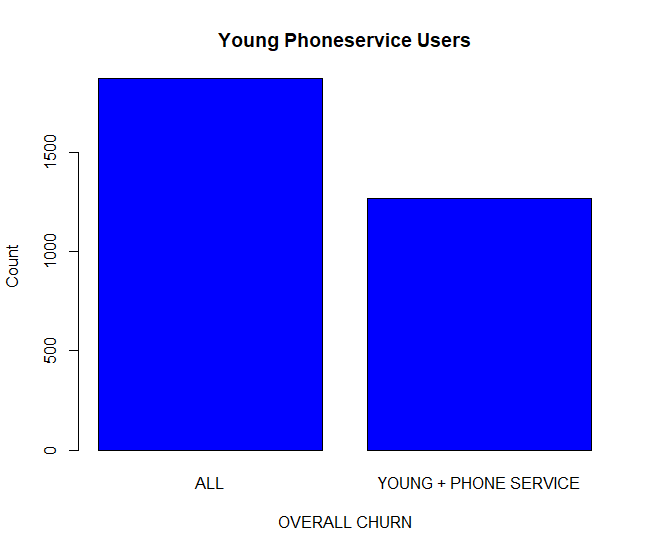 Young Phoneservice Users
Count
1500
1000
500
0
ALL
YOUNG + PHONE SERVICE
OVERALL CHURN